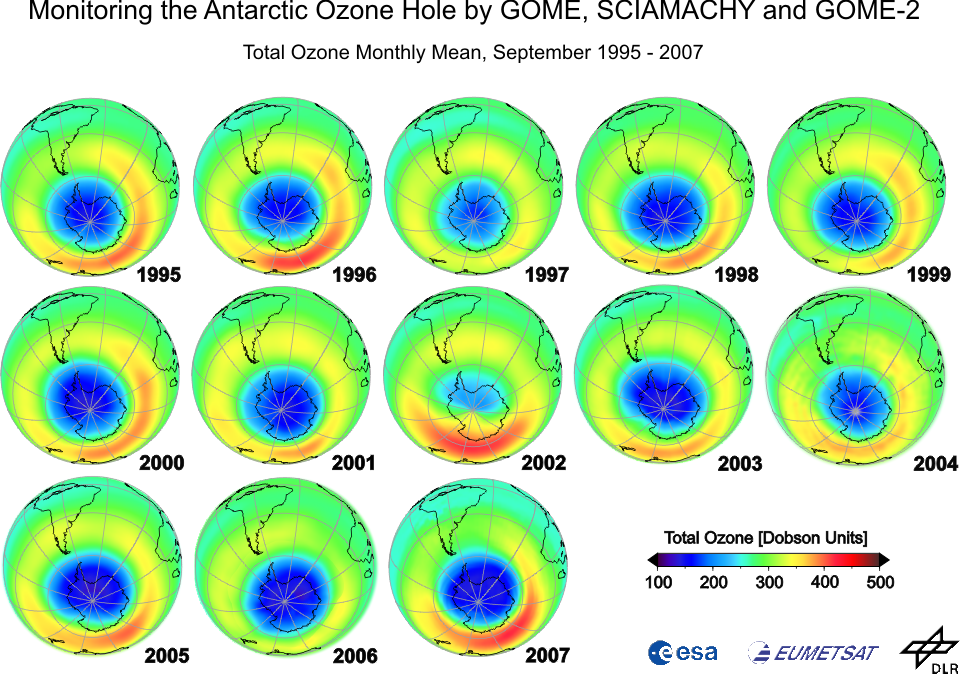 Monitoring the Antarctic Ozone Hole by GOME, SCIAMACHY and GOME-2
Total Ozone Monthly Mean, September 1995 - 2007
1995
1996
1997
1998
1999
2000
2001
2002
2003
2004
2005
2006
2007
Total Ozone [Dobson Units]
100 200 300 400 500
esa
EUMETSAT
DLR